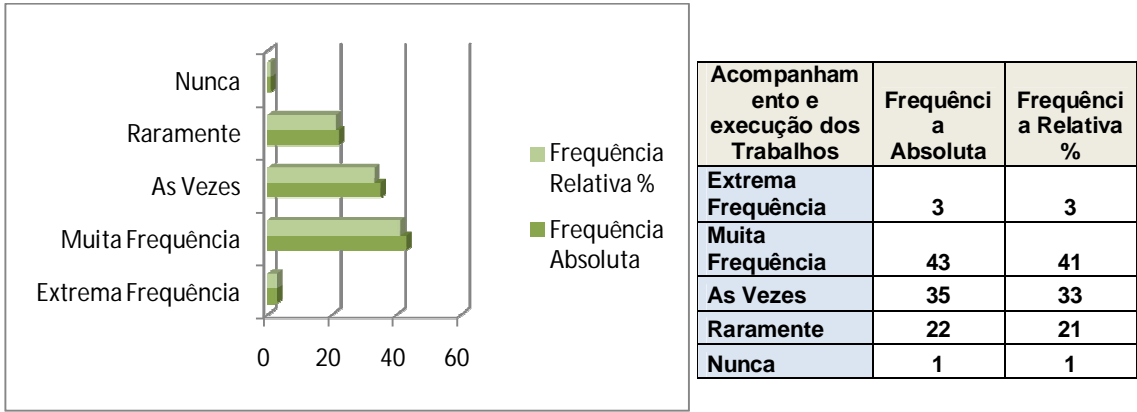 Nunca
Raramente
As Vezes
Muita Frequência
Extrema Frequência
0 20 40 60
Frequência
Relativa %
Frequência
Absoluta
Acompanham
ento e
execução dos
Trabalhos
Frequênci
a
Absoluta
Frequênci
a Relativa
%
Extrema
Frequência 3 3
Muita
Frequência 43 41
As Vezes 35 33
Raramente 22 21
Nunca 1 1